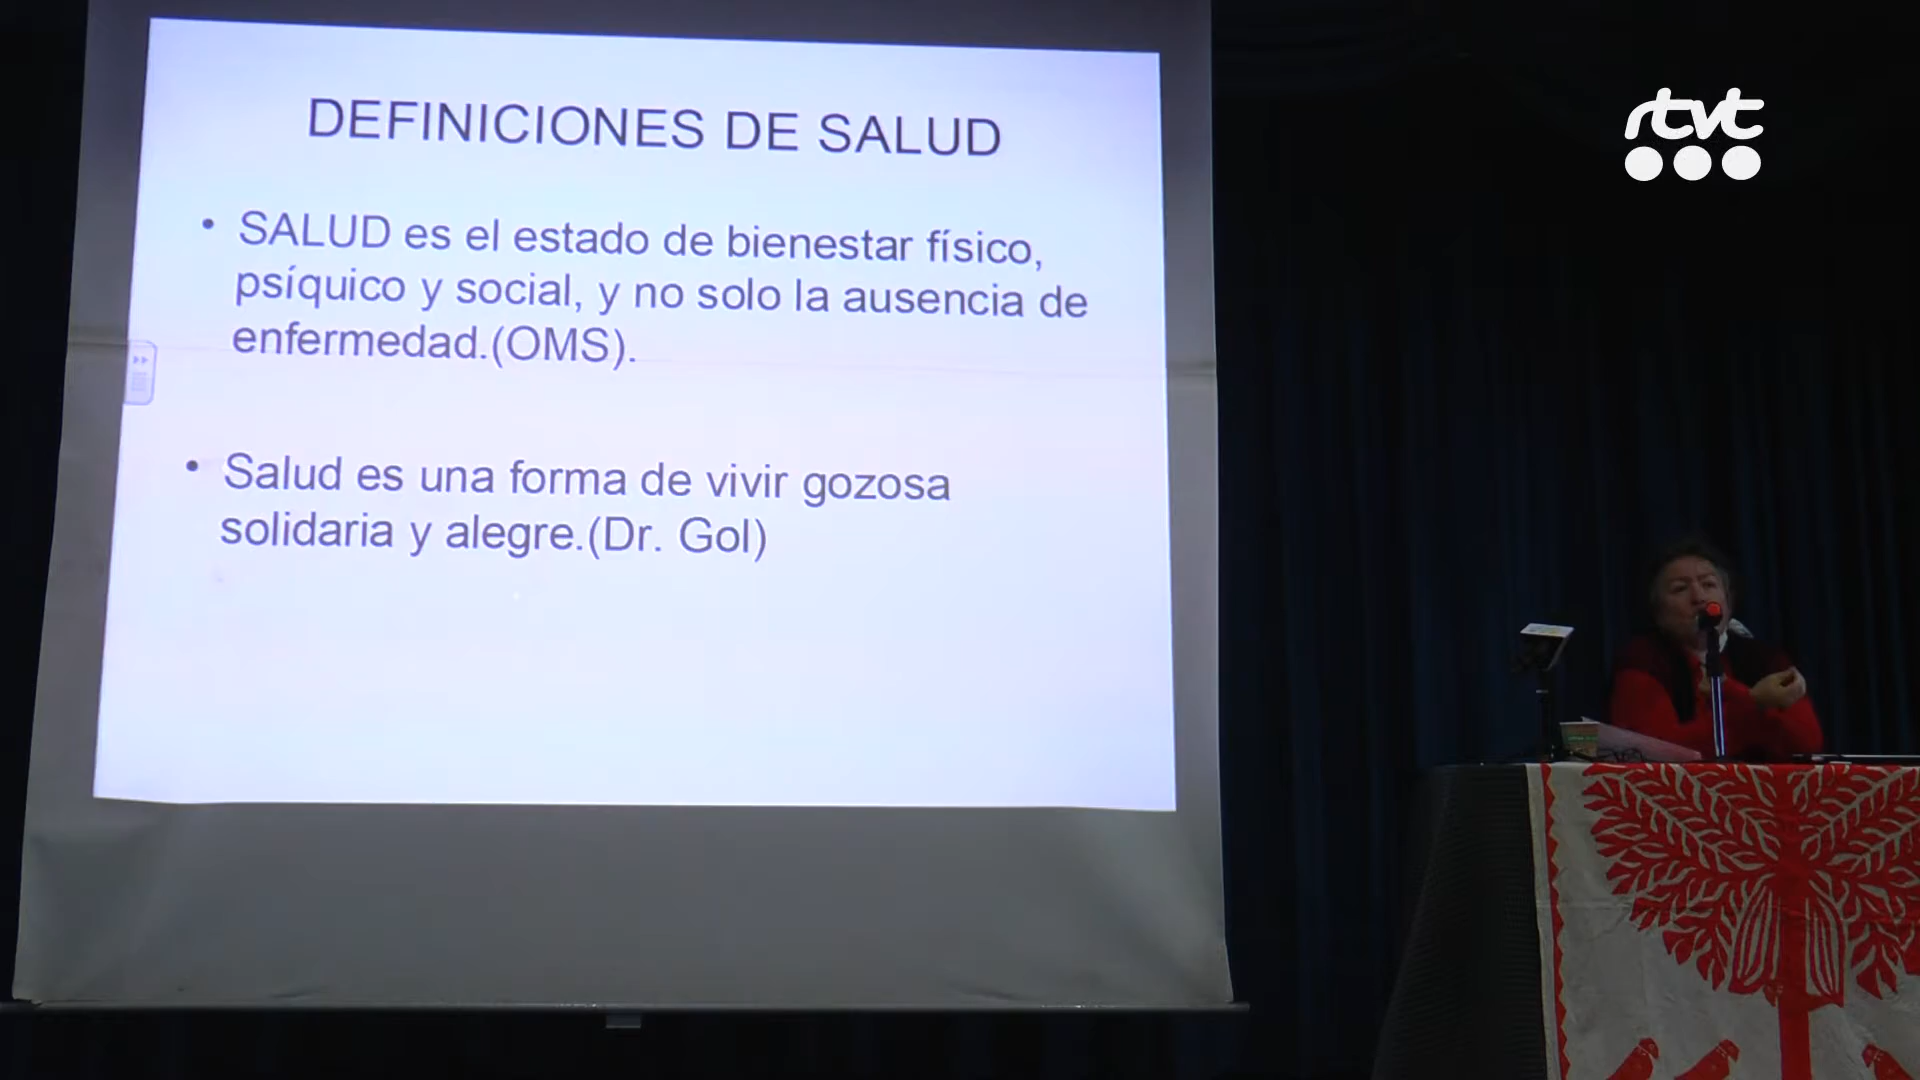 DEFINICIONES DE SALUD
• SALUD es el estado de bienestar físico,
psíquico y social, y no solo la ausencia de
enfermedad.(OMS).
• Salud es una forma de vivir gozosa
solidaria y alegre.(Dr. Gol)
rtvt